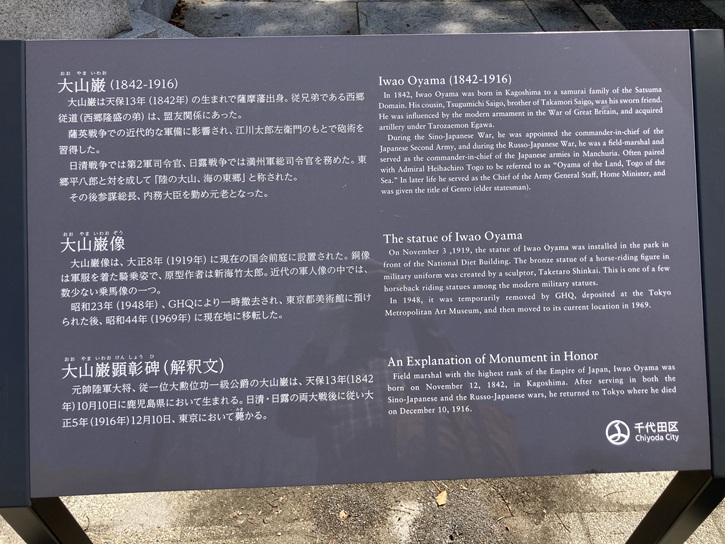 おお やま いわお
大山巌 (1842-1916)
大山巌は天保13年(1842年)の生まれで薩摩藩出身。従兄弟である西郷
従道(西郷隆盛の弟)は、盟友関係にあった。
薩英戦争での近代的な軍備に影響され、江川太郎左衛門のもとで砲術を
習得した。
日清戦争では第2軍司令官、日露戦争では満州軍総司令官を務めた。東
郷平八郎と対を成して「陸の大山、海の東郷」と称された。
その後参謀総長、内務大臣を勤め元老となった。
おお やま いわお ぞう
大山巌像
大山巌像は、大正8年(1919年)に現在の国会前庭に設置された。銅像
は軍服を着た騎乗姿で、原型作者は新海竹太郎。近代の軍人像の中では、
数少ない乗馬像の一つ。
昭和23年(1948年)、GHQにより一時撤去され、東京都美術館に預け
られた後、昭和44年(1969年)に現在地に移転した。
おお やま いわお けん しょう ひ
大山巌顕彰碑(解釈文)
元帥陸軍大将、従一位大勲位功一級公爵の大山巌は、天保13年(1842
年)10月10日に鹿児島県において生まれる。日清・日露の両大戦後に従い大
正5年(1916年)12月10日、東京において薨かる。
みま
Iwao Oyama (1842-1916)
In 1842, Iwao Oyama was born in Kagoshima to a samurai family of the Satsuma
Domain. His cousin, Tsugumichi Saigo, brother of Takamori Saigo, was his sworn friend.
He was influenced by the modern armament in the War of Great Britain, and acquired
artillery under Tarozaemon Egawa.
During the Sino-Japanese War, he was appointed the commander-in-chief of the
Japanese Second Army, and during the Russo-Japanese War, he was a field-marshal and
served as the commander-in-chief of the Japanese armies in Manchuria. Often paired
with Admiral Heihachiro Togo to be referred to as “Oyama of the Land, Togo of the
Sea.” In later life he served as the Chief of the Army General Staff, Home Minister, and
was given the title of Genro (elder statesman).
The statue of Iwao Oyama
On November 3 ,1919, the statue of Iwao Oyama was installed in the park in
front of the National Diet Building. The bronze statue of a horse-riding figure in
military uniform was created by a sculptor, Taketaro Shinkai. This is one of a few
horseback riding statues among the modern military statues.
In 1948, it was temporarily removed by GHQ, deposited at the Tokyo
Metropolitan Art Museum, and then moved to its current location in 1969.
An Explanation of Monument in Honor
Field marshal with the highest rank of the Empire of Japan, Iwao Oyama was
born on November 12, 1842, in Kagoshima. After serving in both the
Sino-Japanese and the Russo-Japanese wars, he returned to Tokyo where he died
on December 10, 1916.
千代田区
Chiyoda City